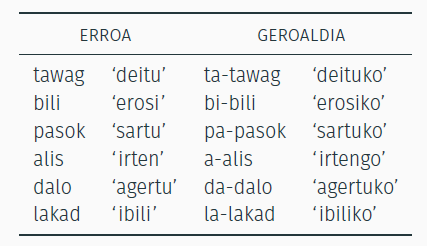 ERROA GEROALDIA
tawag ‘deitu’ ta-tawag ‘deituko’
bili ‘erosi’ bi-bili ‘erosiko’
pasok ‘sartu’ pa-pasok ‘sartuko’
alis ‘irten’ a-alis ‘irtengo’
dalo ‘agertu’ da-dalo ‘agertuko’
lakad ‘ibili’ la-lakad ‘ibiliko’